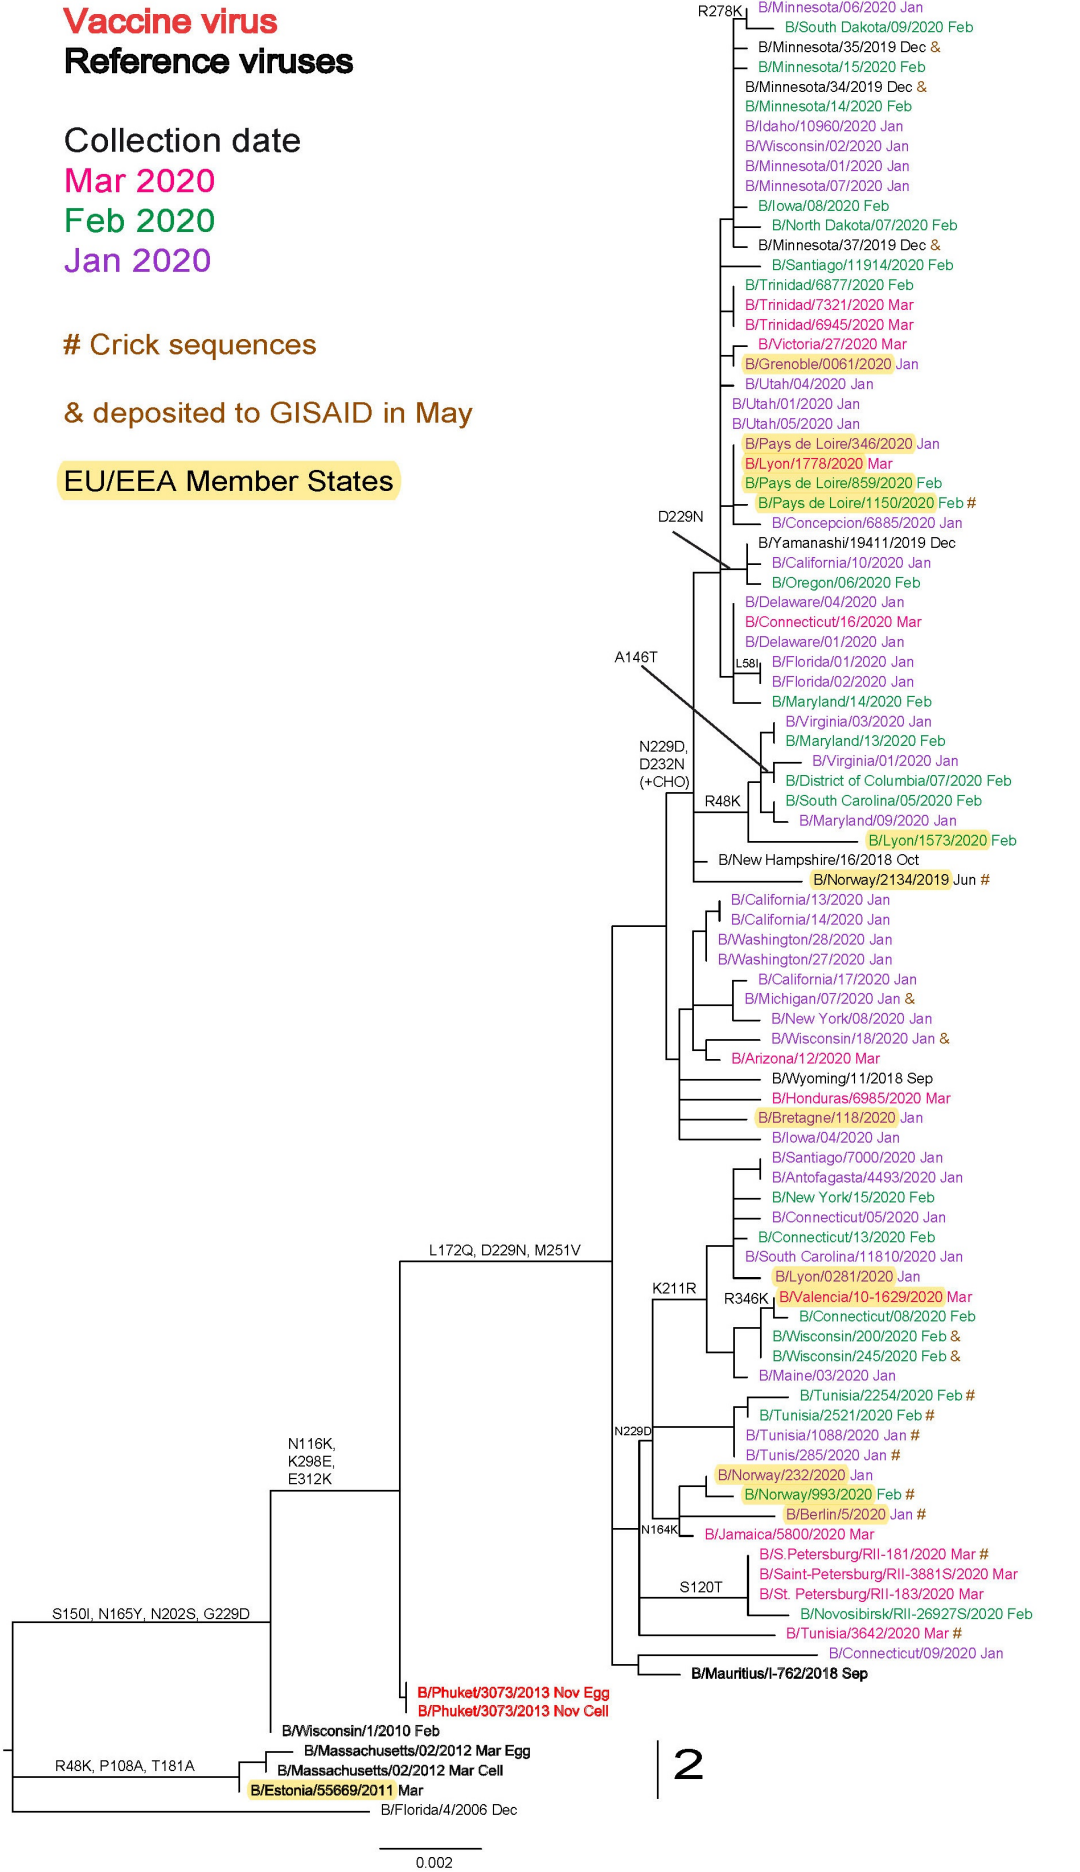 Vaccine virus
Reference viruses
Collection date
Mar 2020
Feb 2020
Jan 2020
# Crick sequences
& deposited to GISAID in May
EU/EEA Member States
R278K
B/Minnesota/06/2020 Jan
B/South Dakota/09/2020 Feb
B/Minnesota/35/2019 Dec &
B/Minnesota/15/2020 Feb
B/Minnesota/34/2019 Dec &
B/Minnesota/14/2020 Feb
B/Idaho/10960/2020 Jan
B/Wisconsin/02/2020 Jan
B/Minnesota/01/2020 Jan
B/Minnesota/07/2020 Jan
B/Iowa/08/2020 Feb
B/North Dakota/07/2020 Feb
B/Minnesota/37/2019 Dec &
B/Santiago/11914/2020 Feb
B/Trinidad/6877/2020 Feb
B/Trinidad/7321/2020 Mar
B/Trinidad/6945/2020 Mar
B/Victoria/27/2020 Mar
B/Grenoble/0061/2020 Jan
B/Utah/04/2020 Jan
B/Utah/01/2020 Jan
B/Utah/05/2020 Jan
B/Pays de Loire/346/2020 Jan
B/Lyon/1778/2020 Mar
B/Pays de Loire/859/2020 Feb
B/Pays de Loire/1150/2020 Feb #
D229N
B/Concepcion/6885/2020 Jan
B/Yamanashi/19411/2019 Dec
B/California/10/2020 Jan
B/Oregon/06/2020 Feb
B/Delaware/04/2020 Jan
B/Connecticut/16/2020 Mar
B/Delaware/01/2020 Jan
A146T
L58I
B/Florida/01/2020 Jan
B/Florida/02/2020 Jan
B/Maryland/14/2020 Feb
B/Virginia/03/2020 Jan
B/Maryland/13/2020 Feb
N229D,
D232N
(+CHO)
B/Virginia/01/2020 Jan
B/District of Columbia/07/2020 Feb
R48K
B/South Carolina/05/2020 Feb
B/Maryland/09/2020 Jan
B/Lyon/1573/2020 Feb
B/New Hampshire/16/2018 Oct
B/Norway/2134/2019 Jun #
B/California/13/2020 Jan
B/California/14/2020 Jan
B/Washington/28/2020 Jan
B/Washington/27/2020 Jan
B/California/17/2020 Jan
B/Michigan/07/2020 Jan &
B/New York/08/2020 Jan
B/Wisconsin/18/2020 Jan &
B/Arizona/12/2020 Mar
B/Wyoming/11/2018 Sep
B/Honduras/6985/2020 Mar
B/Bretagne/118/2020 Jan
B/Iowa/04/2020 Jan
B/Santiago/7000/2020 Jan
B/Antofagasta/4493/2020 Jan
B/New York/15/2020 Feb
B/Connecticut/05/2020 Jan
B/Connecticut/13/2020 Feb
L172Q, D229N, M251V
B/South Carolina/11810/2020 Jan
B/Lyon/0281/2020 Jan
K211R
R346K
B/Valencia/10-1629/2020 Mar
B/Connecticut/08/2020 Feb
B/Wisconsin/200/2020 Feb &
B/Wisconsin/245/2020 Feb &
B/Maine/03/2020 Jan
B/Tunisia/2254/2020 Feb #
B/Tunisia/2521/2020 Feb #
N229D
B/Tunisia/1088/2020 Jan #
B/Tunis/285/2020 Jan #
N116K,
K298E,
E312K
B/Norway/232/2020 Jan
B/Norway/993/2020 Feb #
B/Berlin/5/2020 Jan #
N164K
B/Jamaica/5800/2020 Mar
B/S.Petersburg/RII-181/2020 Mar #
B/Saint-Petersburg/RII-3881S/2020 Mar
S120T
B/St. Petersburg/RII-183/2020 Mar
B/Novosibirsk/RII-26927S/2020 Feb
S150I, N165Y, N202S, G229D
B/Tunisia/3642/2020 Mar #
B/Connecticut/09/2020 Jan
B/Mauritius/I-762/2018 Sep
B/Phuket/3073/2013 Nov Egg
B/Phuket/3073/2013 Nov Cell
B/Wisconsin/1/2010 Feb
B/Massachusetts/02/2012 Mar Egg
R48K, P108A, T181A
B/Massachusetts/02/2012 Mar Cell
2
B/Estonia/55669/2011 Mar
B/Florida/4/2006 Dec
0.002